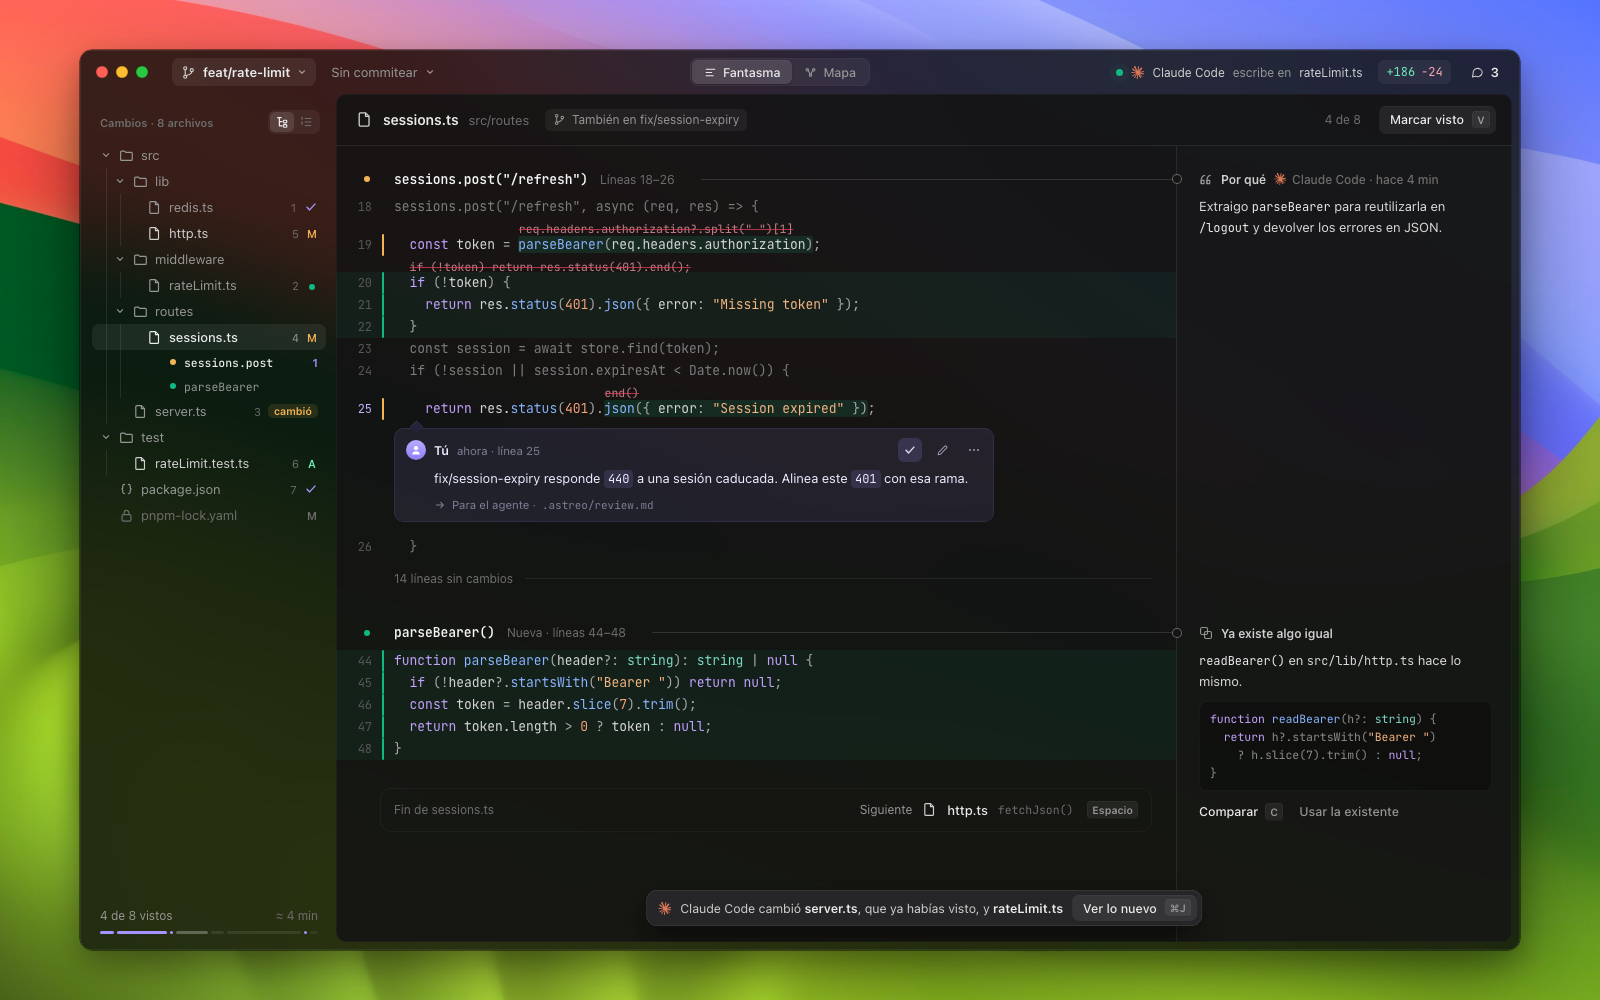 feat/rate-limit
Sin commitear
Fantasma
Mapa
Claude Code escribe en rateLimit.ts
+186 -24
3
Cambios · 8 archivos
src
lib
redis.ts 1
http.ts 5 M
middleware
rateLimit.ts 2
routes
sessions.ts 4 M
sessions.post 1
parseBearer
server.ts 3 cambió
test
rateLimit.test.ts 6 A
package.json 7
pnpm-lock.yaml M
4 de 8 vistos ≈ 4 min
sessions.ts src/routes
También en fix/session-expiry
4 de 8
Marcar visto V
sessions.post("/refresh") Líneas 18–26
18 sessions.post("/refresh", async (req, res) => {
req.headers.authorization?.split(" ")[1]
19 const token = parseBearer(req.headers.authorization);
if (!token) return res.status(401).end();
20 if (!token) {
21 return res.status(401).json({ error: "Missing token" });
22 }
23 const session = await store.find(token);
24 if (!session || session.expiresAt < Date.now()) {
end()
25 return res.status(401).json({ error: "Session expired" });
Tú ahora · línea 25
fix/session-expiry responde 440 a una sesión caducada. Alinea este 401 con esa rama.
→ Para el agente · .astreo/review.md
26 }
14 líneas sin cambios
parseBearer() Nueva · líneas 44–48
44 function parseBearer(header?: string): string | null {
45 if (!header?.startsWith("Bearer ")) return null;
46 const token = header.slice(7).trim();
47 return token.length > 0 ? token : null;
48 }
Fin de sessions.ts
Siguiente http.ts fetchJson() Espacio
Por qué Claude Code · hace 4 min
Extraigo parseBearer para reutilizarla en
/logout y devolver los errores en JSON.
Ya existe algo igual
readBearer() en src/lib/http.ts hace lo
mismo.
function readBearer(h?: string) {
return h?.startsWith("Bearer ")
? h.slice(7).trim() : null;
}
Comparar C Usar la existente
Claude Code cambió server.ts, que ya habías visto, y rateLimit.ts
Ver lo nuevo ⌘J